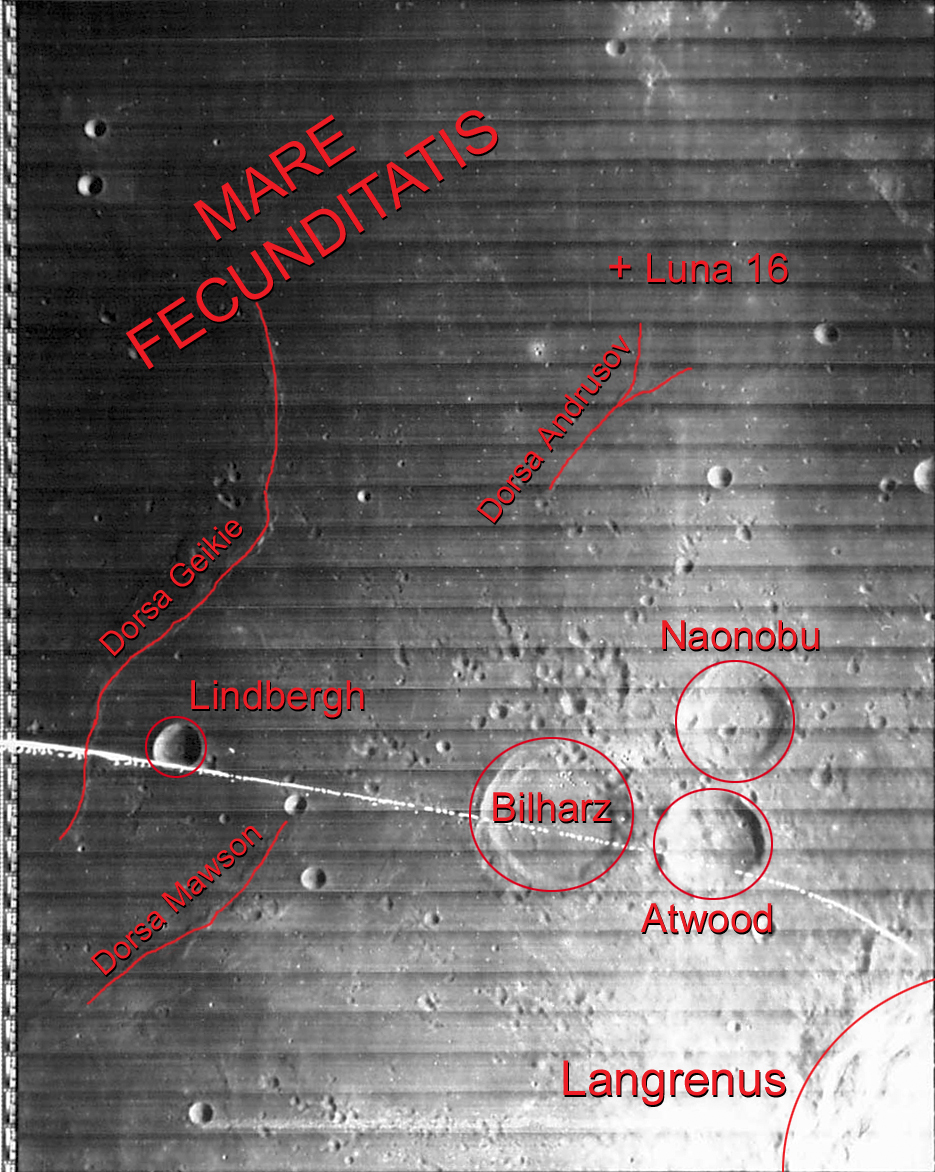 MARE
FECUNDITATIS
+ Luna 16
Dorsa Andrusov
Dorsa Geikie
Naonobu
Lindbergh
Bilharz
Dorsa Mawson
Atwood
Langrenus